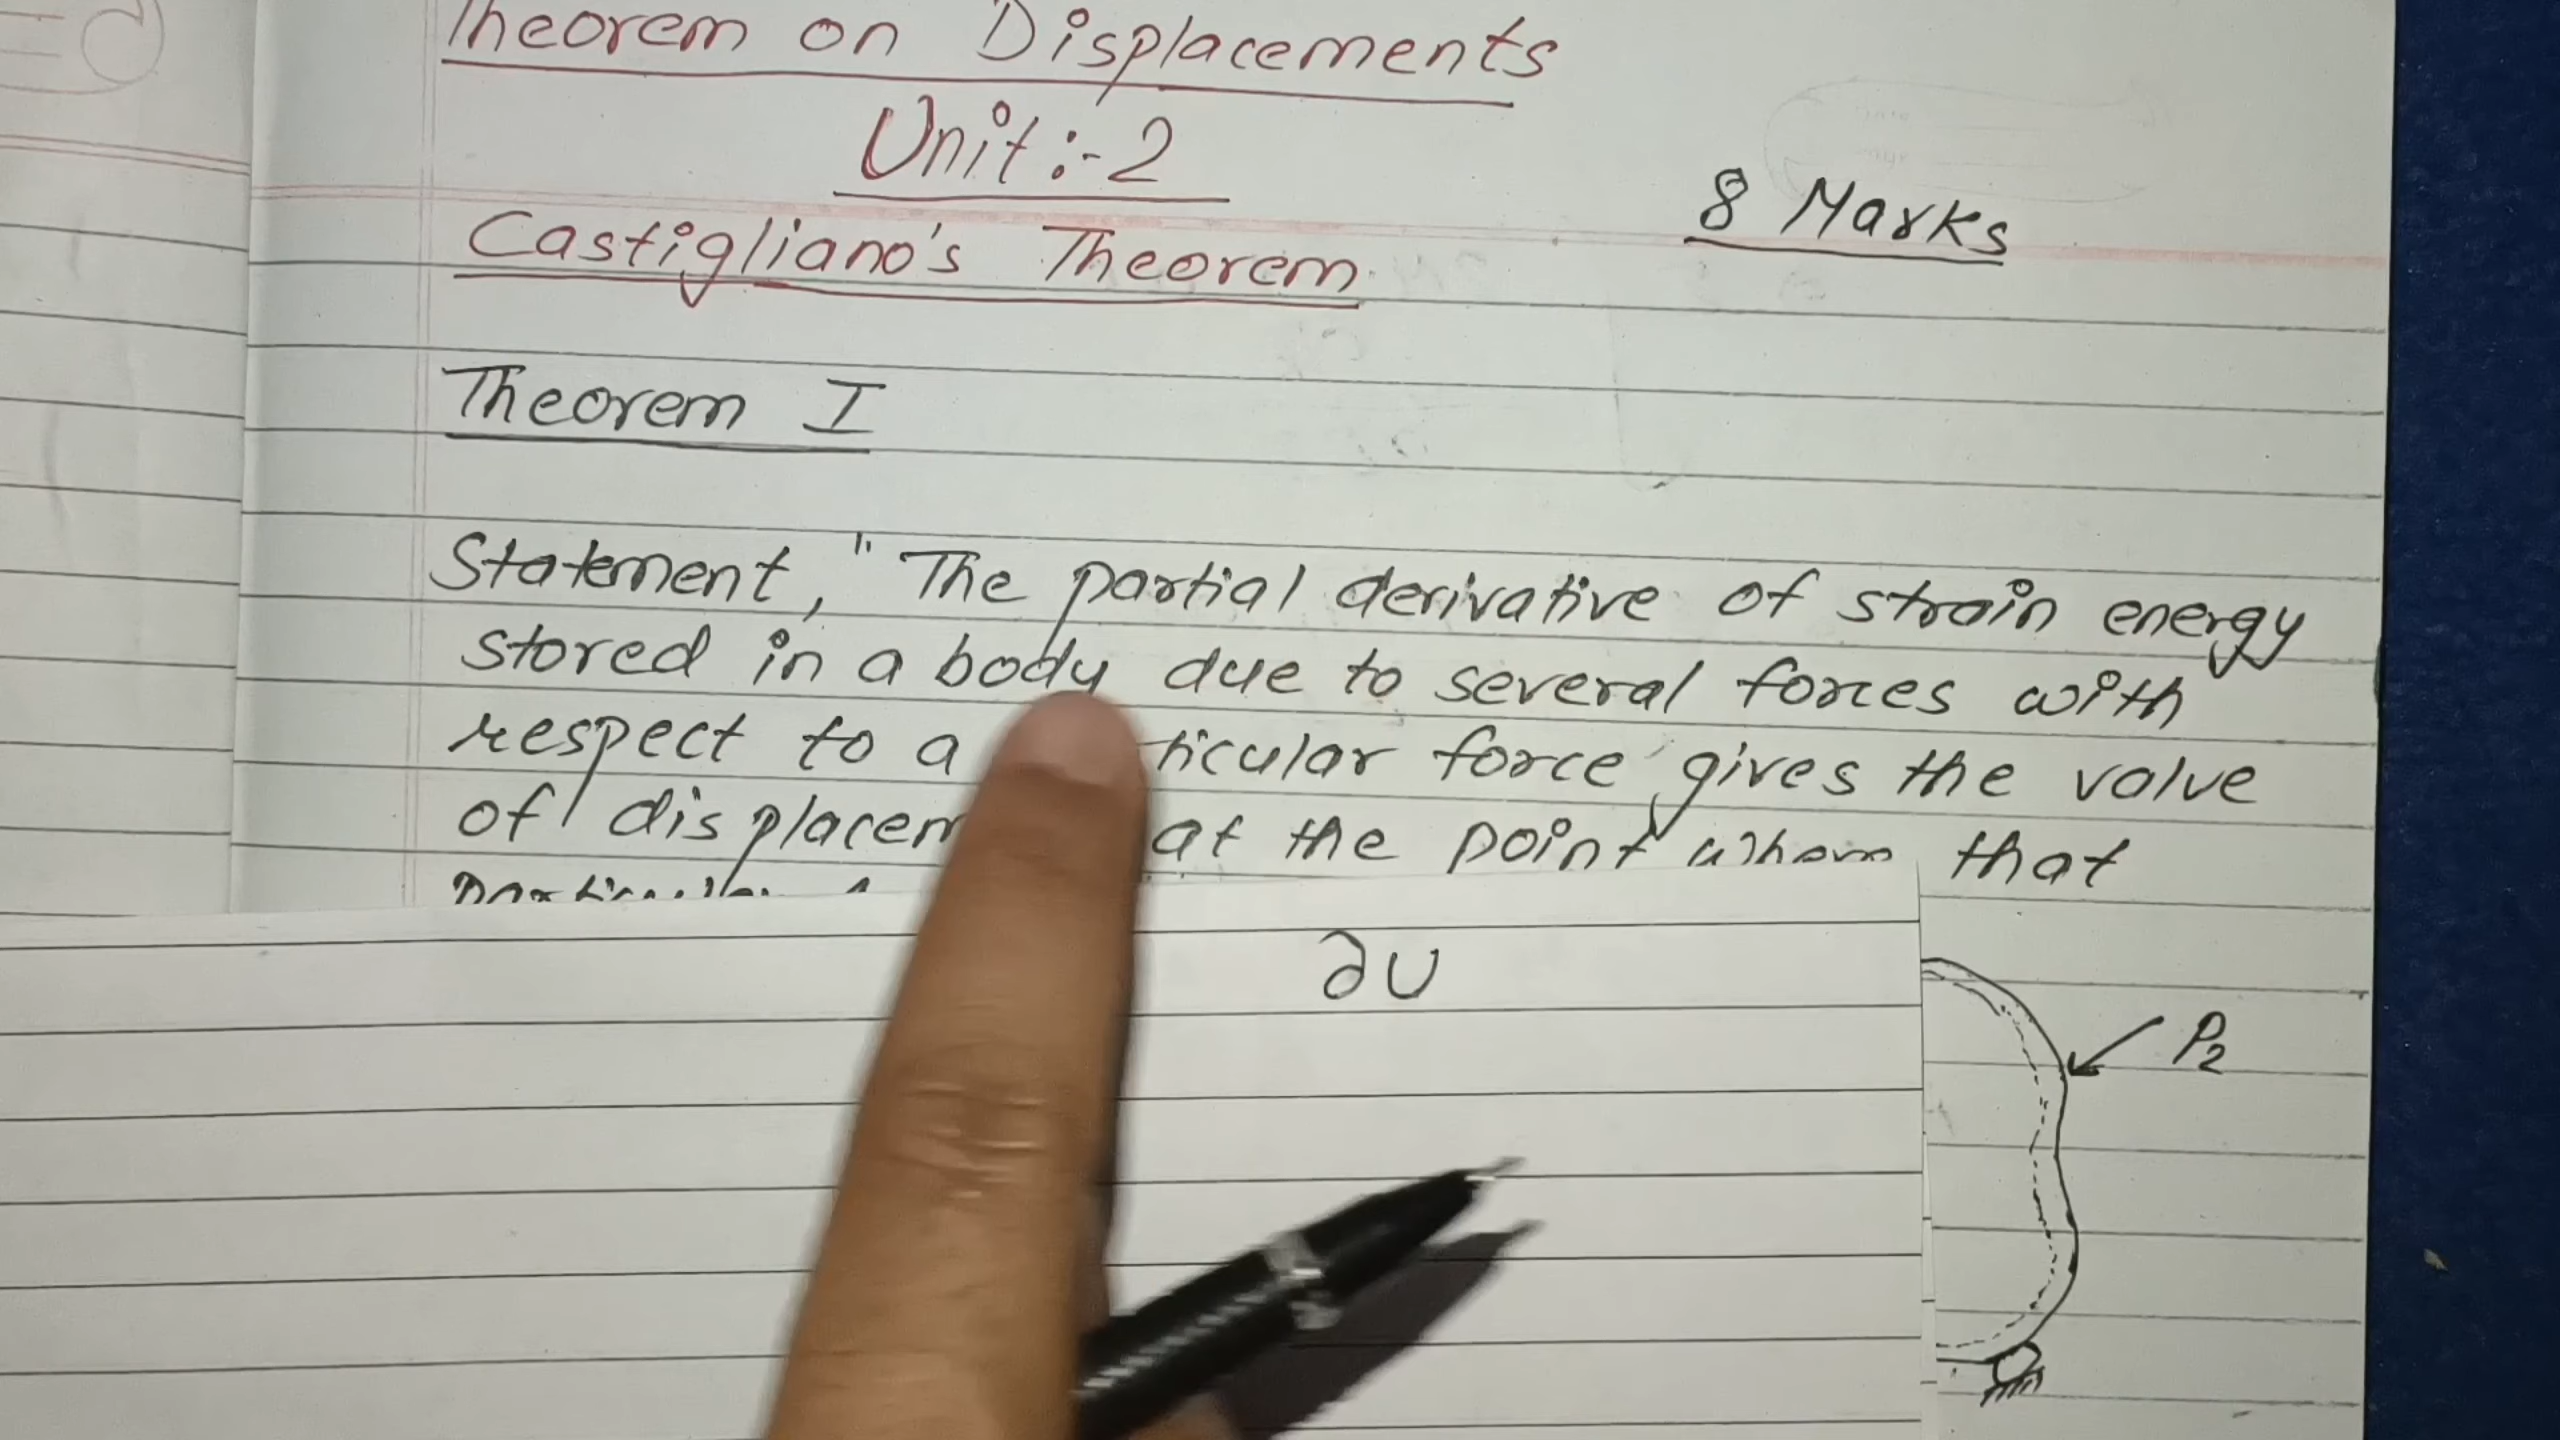 Theorem on Displacements
Unit:-2
Castigliano's Theorem
8 Marks
Theorem I
Statement, "The partial derivative of strain energy
stored in a body due to several forces with
respect to a ticular force gives the value
of displacem at the point where that
∂U
P2